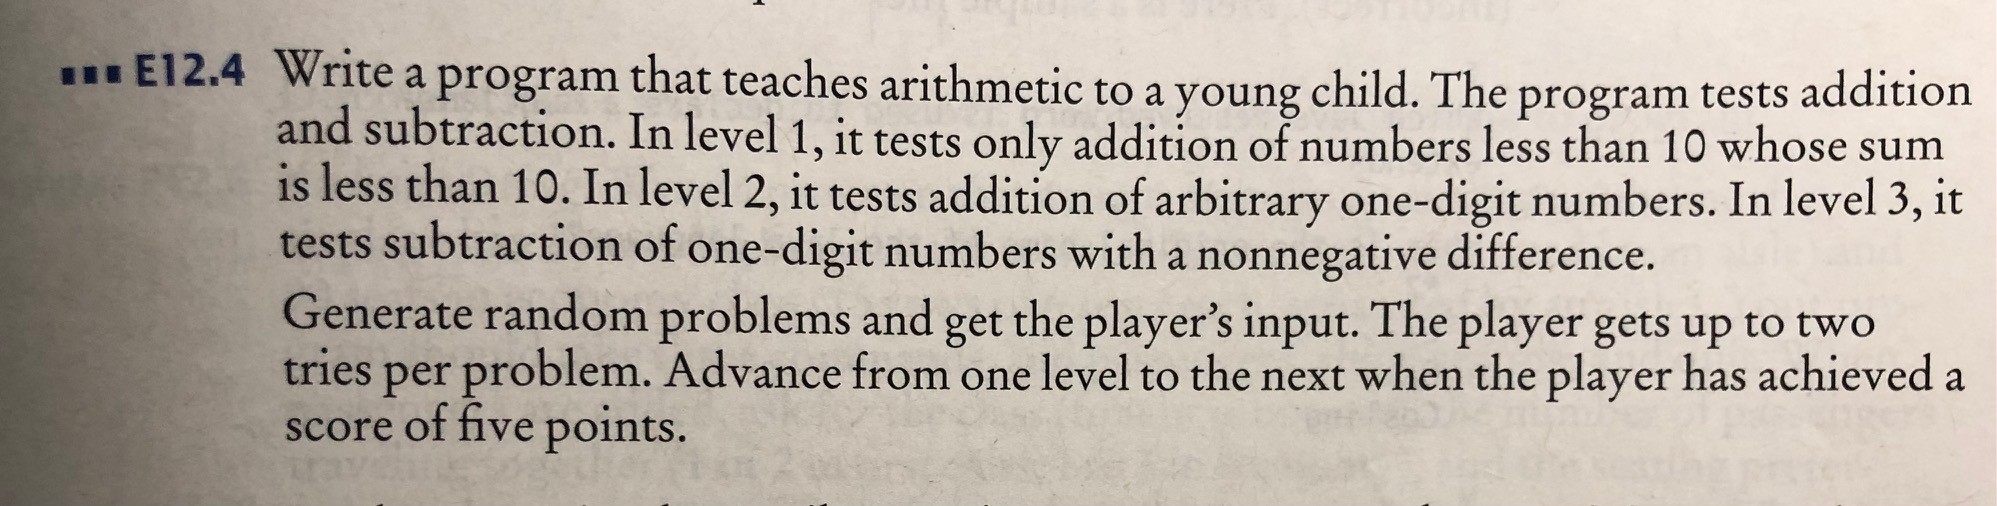 E12.4 Write a program that teaches arithmetic to a young child. The program tests addition
and subtraction. In level 1, it tests only addition of numbers less than 10 whose sum
is less than 10. In level 2, it tests addition of arbitrary one-digit numbers. In level 3, it
tests subtraction of one-digit numbers with a nonnegative difference.
Generate random problems and get the player's input. The player gets up to two
tries per problem. Advance from one level to the next when the player has achieved a
score of five points.